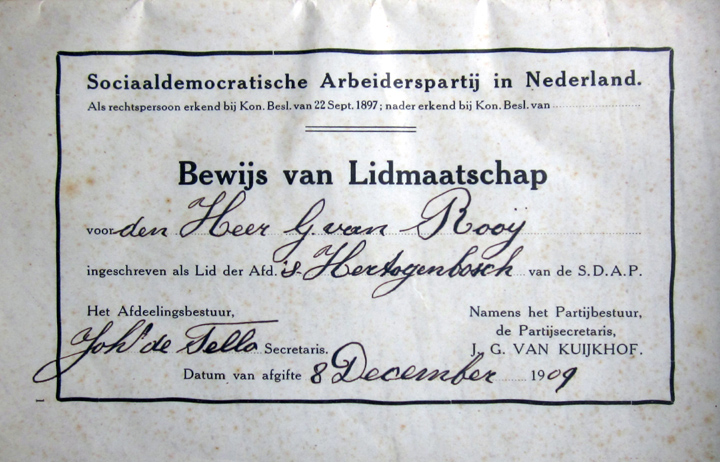 Sociaaldemocratische Arbeiderspartij in Nederland.
Als rechtspersoon erkend bij Kon. Besl. van 22 Sept. 1897; nader erkend bij Kon. Besl. van
Bewijs van Lidmaatschap
voor den Heer G. van Rooij
ingeschreven als Lid der Afd. 's Hertogenbosch van de S.D.A.P.
Het Afdeelingsbestuur,
Joh. de Tello Secretaris.
Namens het Partijbestuur,
de Partijsecretaris,
J. G. VAN KUIJKHOF.
Datum van afgifte 8 December 1909